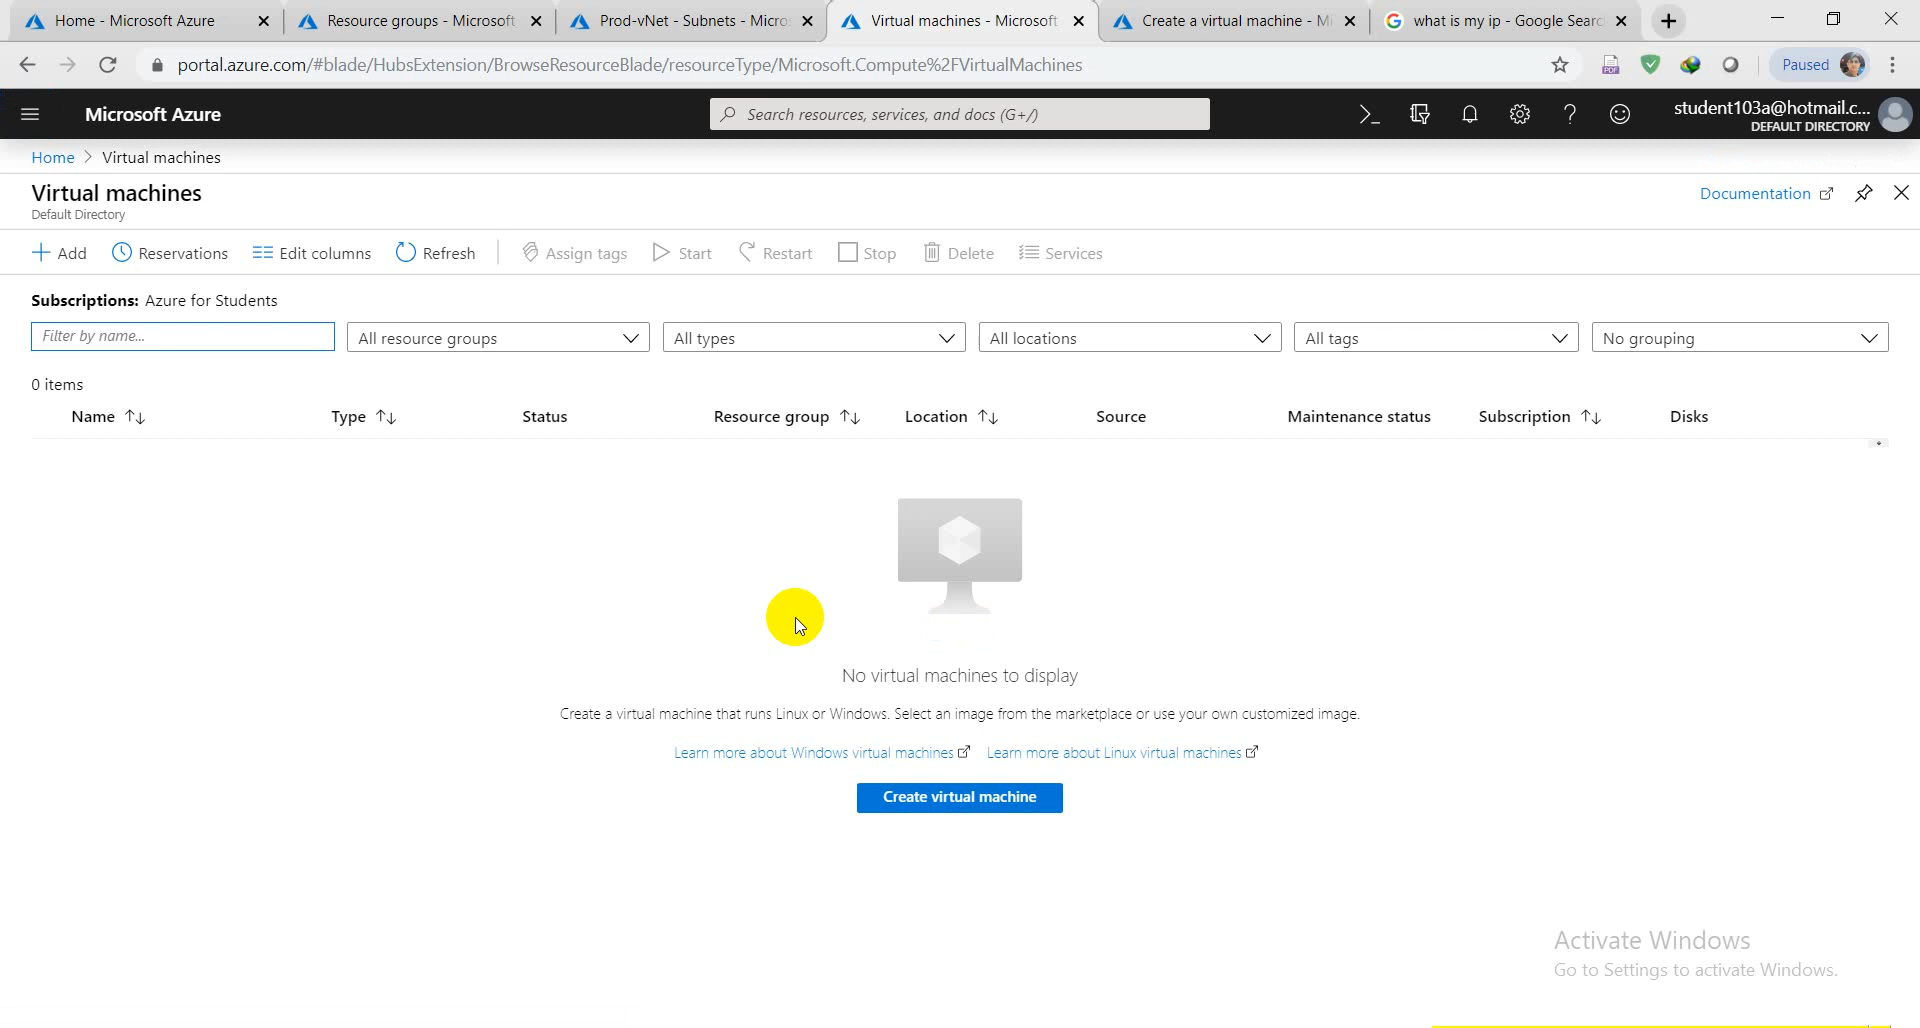 Home - Microsoft Azure
Resource groups - Microsoft
Prod-vNet - Subnets - Micros
Virtual machines - Microsoft
Create a virtual machine - Mi
what is my ip - Google Searc
portal.azure.com/#blade/HubsExtension/BrowseResourceBlade/resourceType/Microsoft.Compute%2FVirtualMachines
PDF
Paused
Microsoft Azure
Search resources, services, and docs (G+/)
student103a@hotmail.c...
DEFAULT DIRECTORY
Home > Virtual machines
Virtual machines
Default Directory
Documentation
Add
Reservations
Edit columns
Refresh
Assign tags
Start
Restart
Stop
Delete
Services
Subscriptions: Azure for Students
Filter by name...
All resource groups
All types
All locations
All tags
No grouping
0 items
Name
Type
Status
Resource group
Location
Source
Maintenance status
Subscription
Disks
No virtual machines to display
Create a virtual machine that runs Linux or Windows. Select an image from the marketplace or use your own customized image.
Learn more about Windows virtual machines
Learn more about Linux virtual machines
Create virtual machine
Activate Windows
Go to Settings to activate Windows.